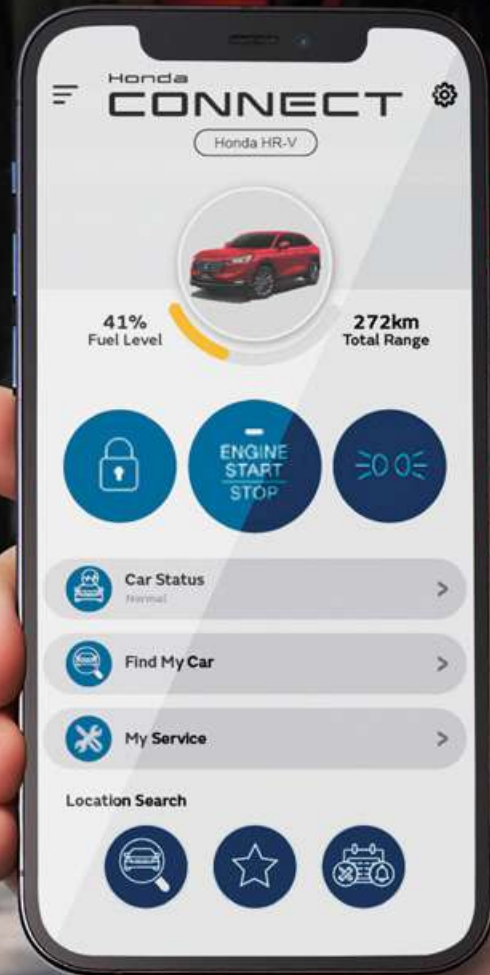 Honda
CONNECT
Honda HR-V
41%
Fuel Level
272km
Total Range
ENGINE
START
STOP
Car Status
Normal
Find My Car
My Service
Location Search